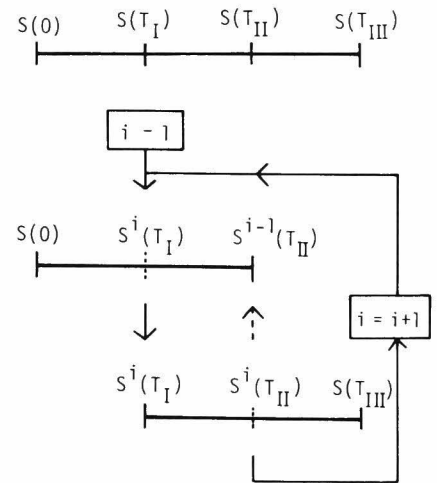 S(0) S(T_I) S(T_II) S(T_III)
i - 1
S(0) S^i(T_I) S^{i-1}(T_II)
i = i+1
S^i(T_I) S^i(T_II) S(T_III)